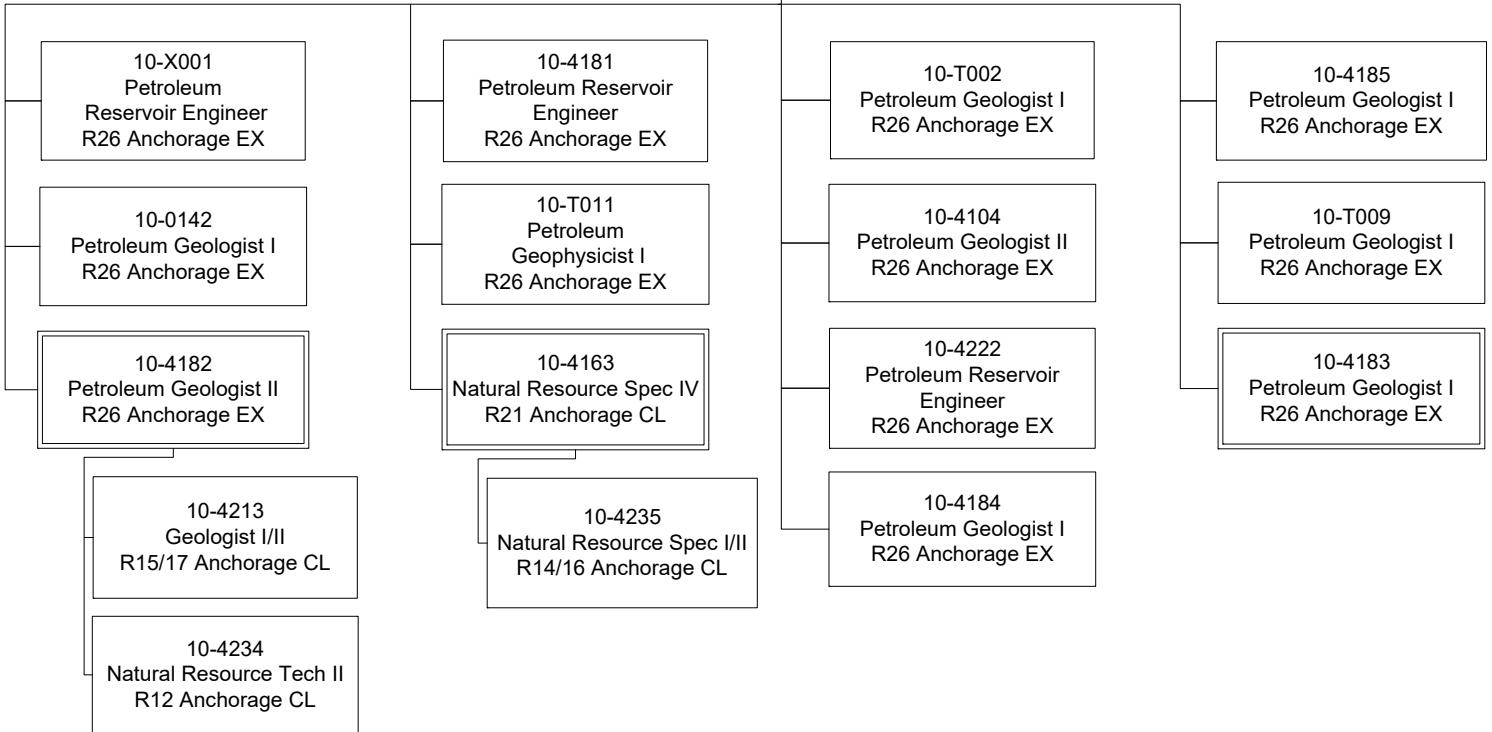 10-X001
Petroleum
Reservoir Engineer
R26 Anchorage EX
10-0142
Petroleum Geologist I
R26 Anchorage EX
10-4182
Petroleum Geologist II
R26 Anchorage EX
10-4213
Geologist I/II
R15/17 Anchorage CL
10-4234
Natural Resource Tech II
R12 Anchorage CL
10-4181
Petroleum Reservoir
Engineer
R26 Anchorage EX
10-T011
Petroleum
Geophysicist I
R26 Anchorage EX
10-4163
Natural Resource Spec IV
R21 Anchorage CL
10-4235
Natural Resource Spec I/II
R14/16 Anchorage CL
10-T002
Petroleum Geologist I
R26 Anchorage EX
10-4104
Petroleum Geologist II
R26 Anchorage EX
10-4222
Petroleum Reservoir
Engineer
R26 Anchorage EX
10-4184
Petroleum Geologist I
R26 Anchorage EX
10-4185
Petroleum Geologist I
R26 Anchorage EX
10-T009
Petroleum Geologist I
R26 Anchorage EX
10-4183
Petroleum Geologist I
R26 Anchorage EX